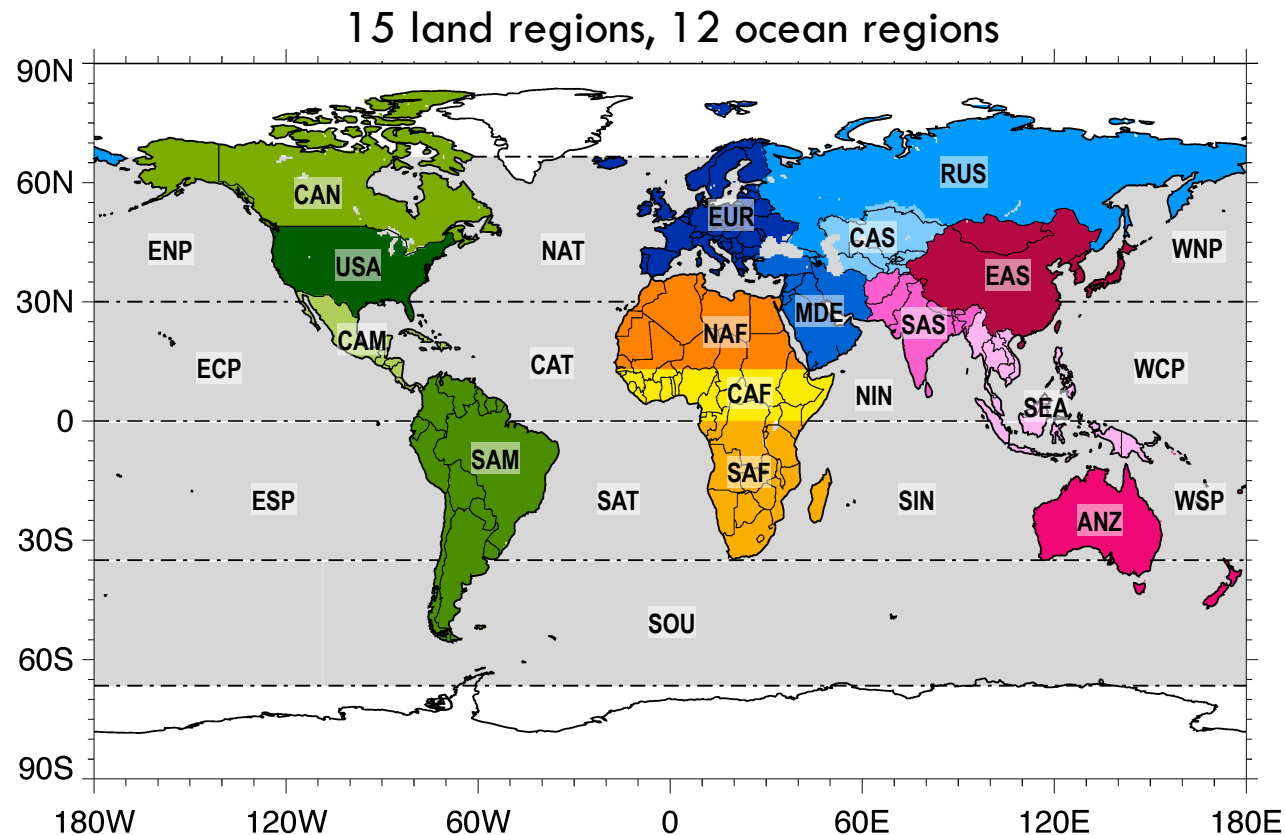 15 land regions, 12 ocean regions
90N
60N
30N
0
30S
60S
90S
RUS
CAN
EUR
CAS
ENP
NAT
WNP
USA
EAS
MDE
SAS
NAF
CAM
ECP
CAT
WCP
CAF
NIN
SEA
SAM
SAF
ESP
SAT
SIN
WSP
ANZ
SOU
180W 120W 60W 0 60E 120E 180E